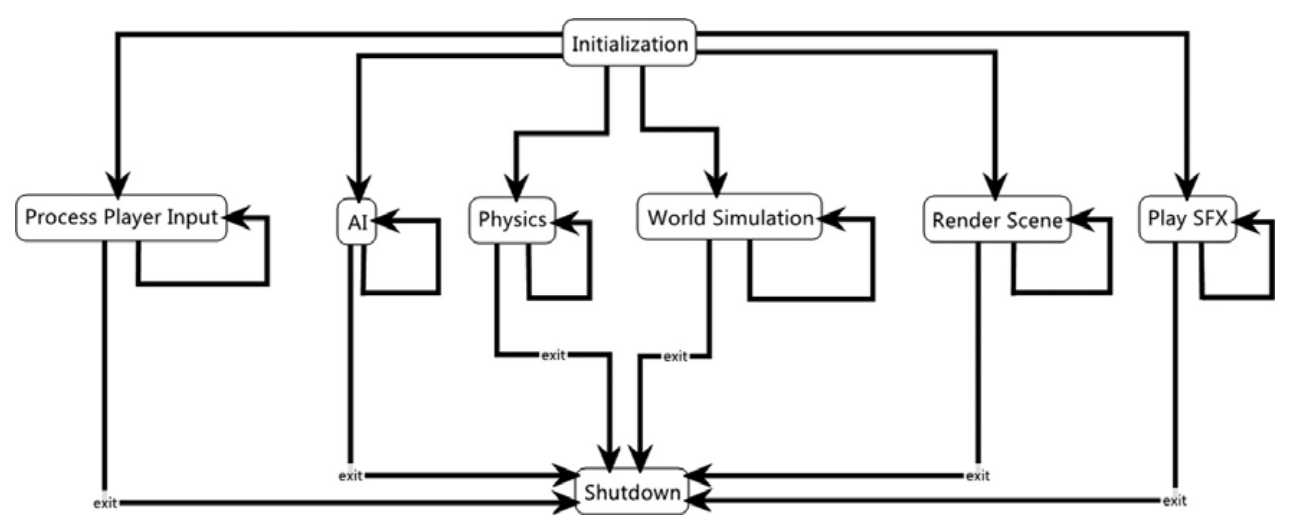 Initialization
Process Player Input
AI
Physics
World Simulation
Render Scene
Play SFX
exit
exit
exit
exit
Shutdown
exit
exit